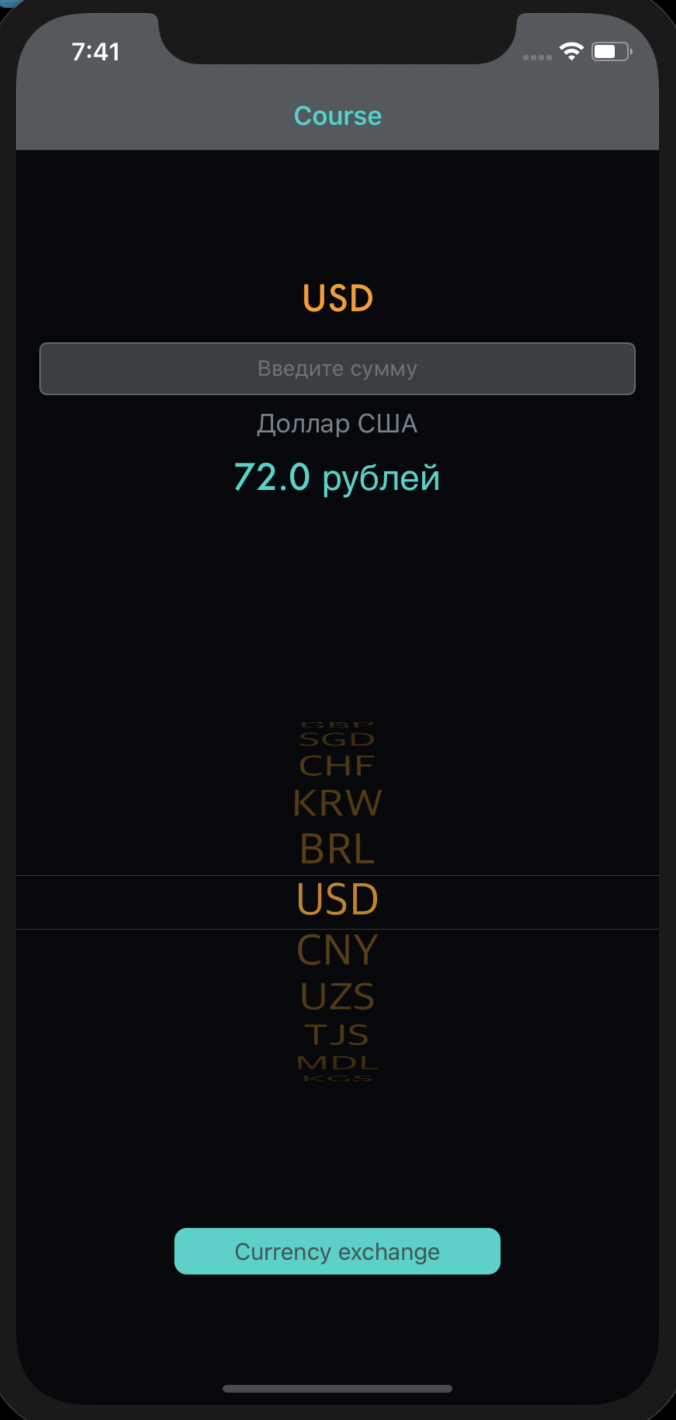 7:41
Course
USD
Введите сумму
Доллар США
72.0 рублей
GBP
SGD
CHF
KRW
BRL
USD
CNY
UZS
TJS
MDL
KGS
Currency exchange